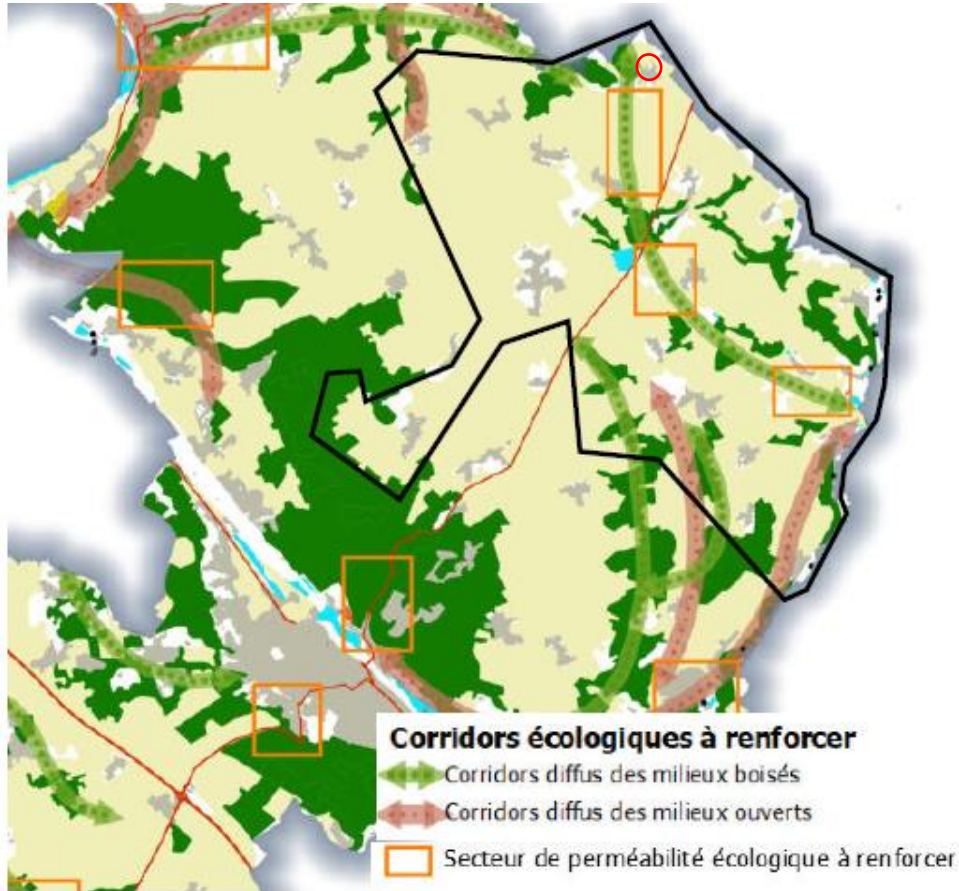 Corridors écologiques à renforcer
Corridors diffus des milieux boisés
Corridors diffus des milieux ouverts
Secteur de perméabilité écologique à renforcer